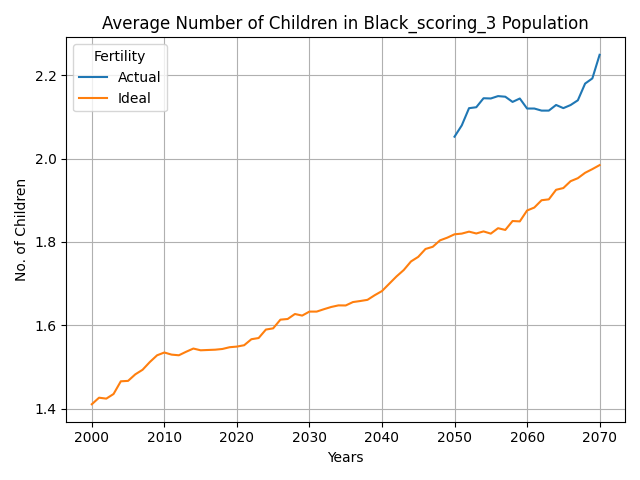 Average Number of Children in Black_scoring_3 Population
Fertility
Actual
Ideal
No. of Children
2.2
2.0
1.8
1.6
1.4
2000 2010 2020 2030 2040 2050 2060 2070
Years